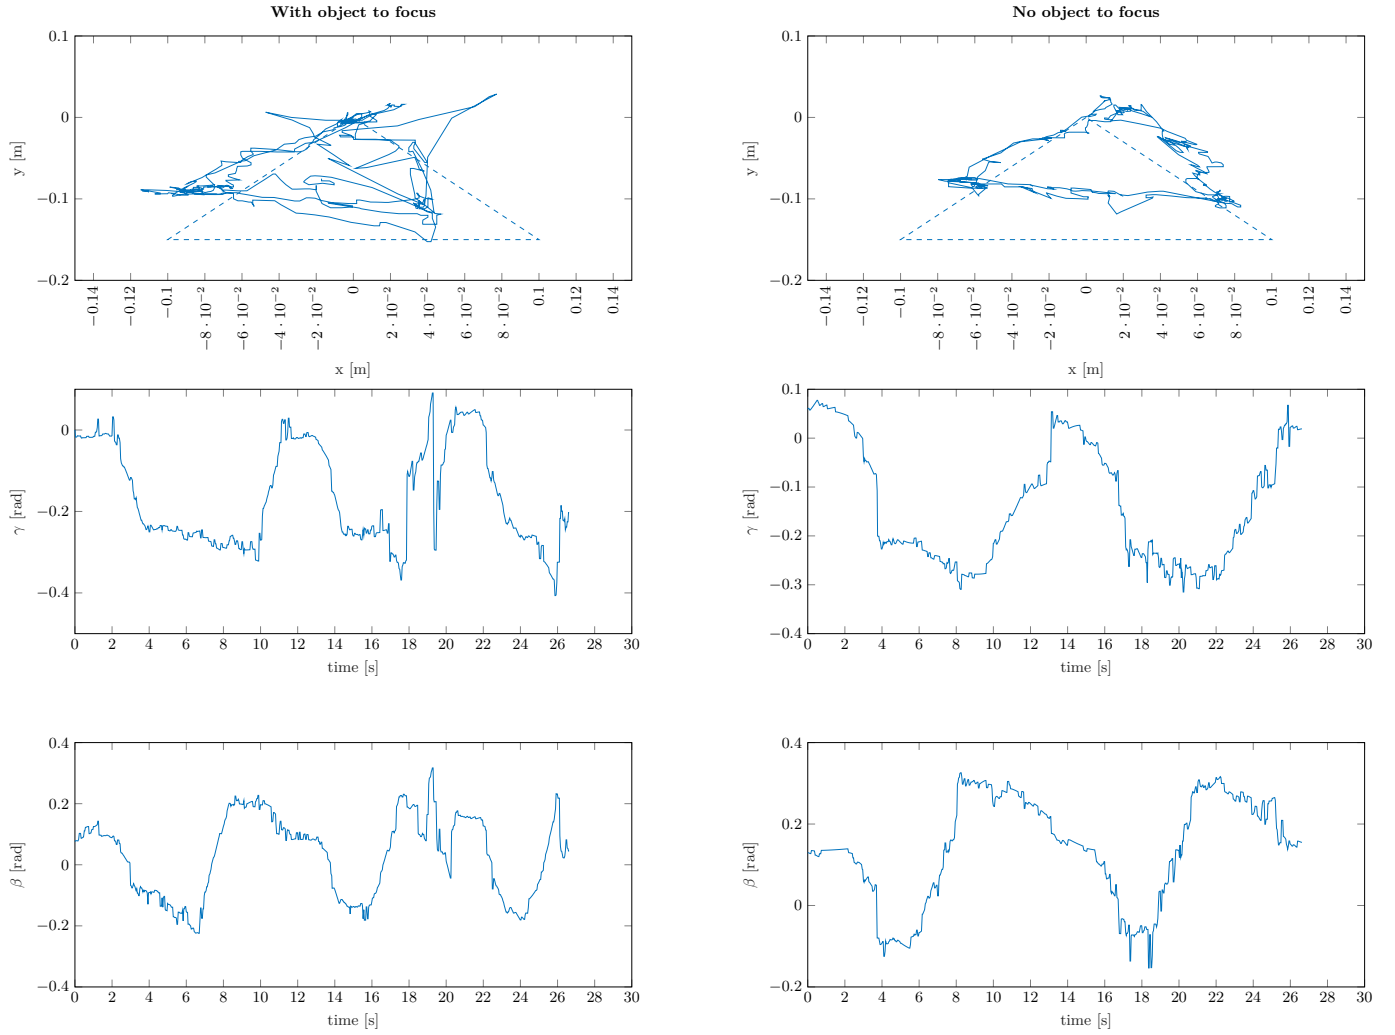 With object to focus
No object to focus
0.1
0
−0.1
−0.2
y [m]
−0.14
−0.12
−0.1
−8 · 10−2
−6 · 10−2
−4 · 10−2
−2 · 10−2
0
2 · 10−2
4 · 10−2
6 · 10−2
8 · 10−2
0.1
0.12
0.14
x [m]
0.1
0
−0.1
−0.2
y [m]
−0.14
−0.12
−0.1
−8 · 10−2
−6 · 10−2
−4 · 10−2
−2 · 10−2
0
2 · 10−2
4 · 10−2
6 · 10−2
8 · 10−2
0.1
0.12
0.14
x [m]
0
−0.2
−0.4
γ [rad]
0 2 4 6 8 10 12 14 16 18 20 22 24 26 28 30
time [s]
0.1
0
−0.1
−0.2
−0.3
−0.4
γ [rad]
0 2 4 6 8 10 12 14 16 18 20 22 24 26 28 30
time [s]
0.4
0.2
0
−0.2
−0.4
β [rad]
0 2 4 6 8 10 12 14 16 18 20 22 24 26 28 30
time [s]
0.4
0.2
0
−0.2
β [rad]
0 2 4 6 8 10 12 14 16 18 20 22 24 26 28 30
time [s]